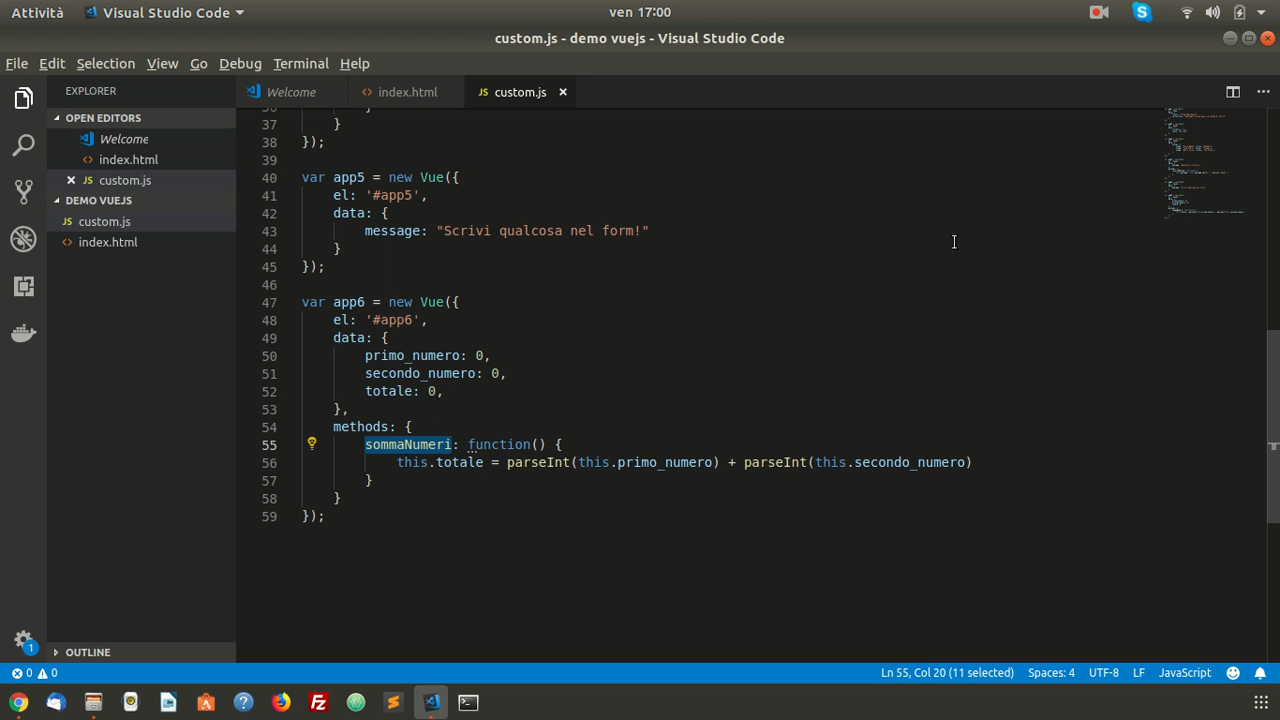 Attività
Visual Studio Code
ven 17:00
custom.js - demo vuejs - Visual Studio Code
File Edit Selection View Go Debug Terminal Help
EXPLORER
OPEN EDITORS
Welcome
index.html
custom.js
DEMO VUEJS
JS custom.js
index.html
OUTLINE
1
Welcome
index.html
JS custom.js
37 }
38 });
39
40 var app5 = new Vue({
41 el: '#app5',
42 data: {
43 message: "Scrivi qualcosa nel form!"
44 }
45 });
46
47 var app6 = new Vue({
48 el: '#app6',
49 data: {
50 primo_numero: 0,
51 secondo_numero: 0,
52 totale: 0,
53 },
54 methods: {
55 sommaNumeri: function() {
56 this.totale = parseInt(this.primo_numero) + parseInt(this.secondo_numero)
57 }
58 }
59 });
0 0
Ln 55, Col 20 (11 selected) Spaces: 4 UTF-8 LF JavaScript